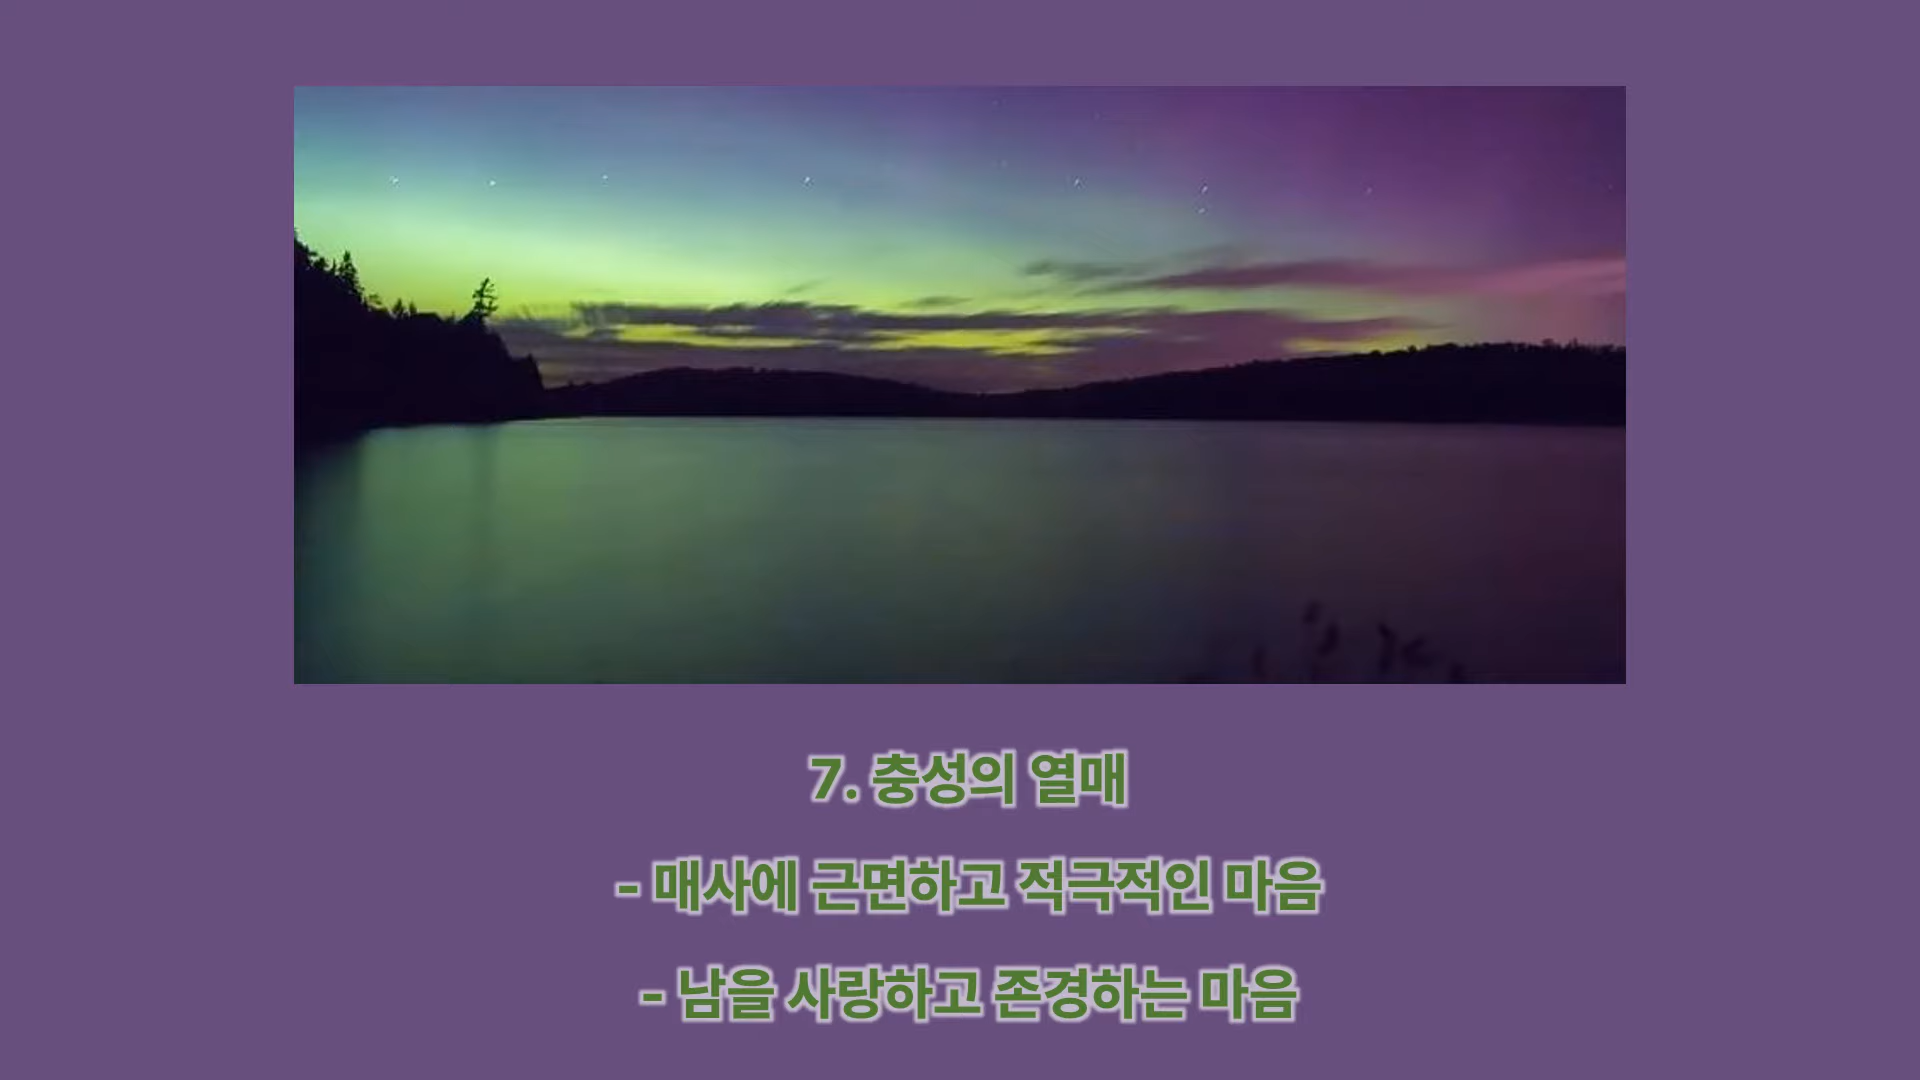 7. 충성의 열매
- 매사에 근면하고 적극적인 마음
- 남을 사랑하고 존경하는 마음